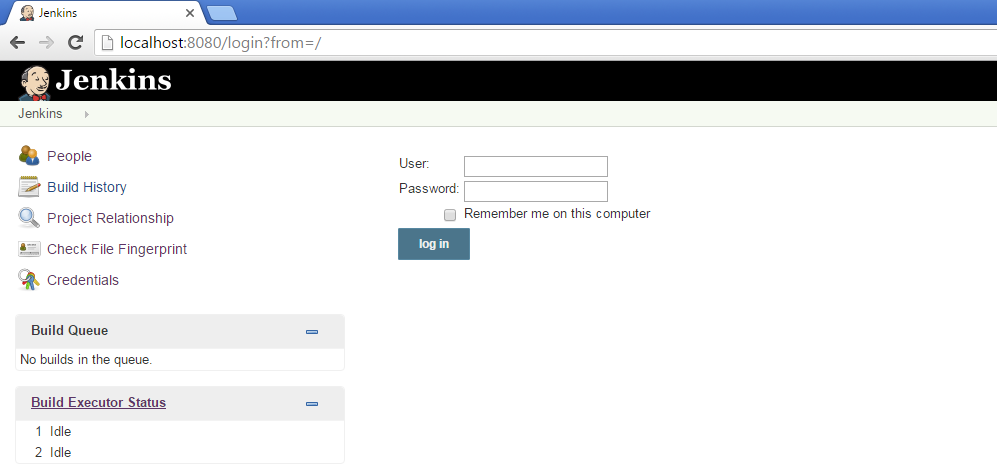 Jenkins
localhost:8080/login?from=/
Jenkins
Jenkins
People
Build History
Project Relationship
Check File Fingerprint
Credentials
User:
Password:
Remember me on this computer
log in
Build Queue
No builds in the queue.
Build Executor Status
1 Idle
2 Idle